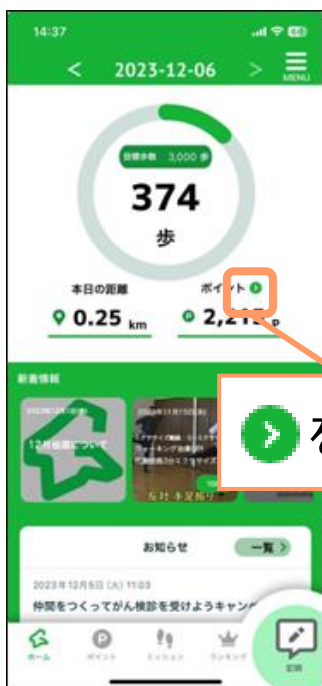 14:37
2023-12-06
MENU
目標歩数 3,000 歩
374
歩
本日の距離
ポイント
0.25 km
2,215 p
新着情報
12月抽選について
お知らせ
一覧
2023年12月5日(火) 11:03
仲間をつくってがん検診を受けようキャン
を
ホーム
ポイント
ミッション
ランキング
記録